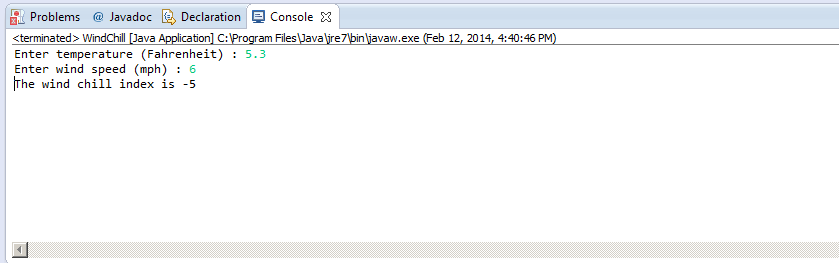 Problems @ Javadoc Declaration Console
<terminated> WindChill [Java Application] C:\Program Files\Java\jre7\bin\javaw.exe (Feb 12, 2014, 4:40:46 PM)
Enter temperature (Fahrenheit) : 5.3
Enter wind speed (mph) : 6
The wind chill index is -5